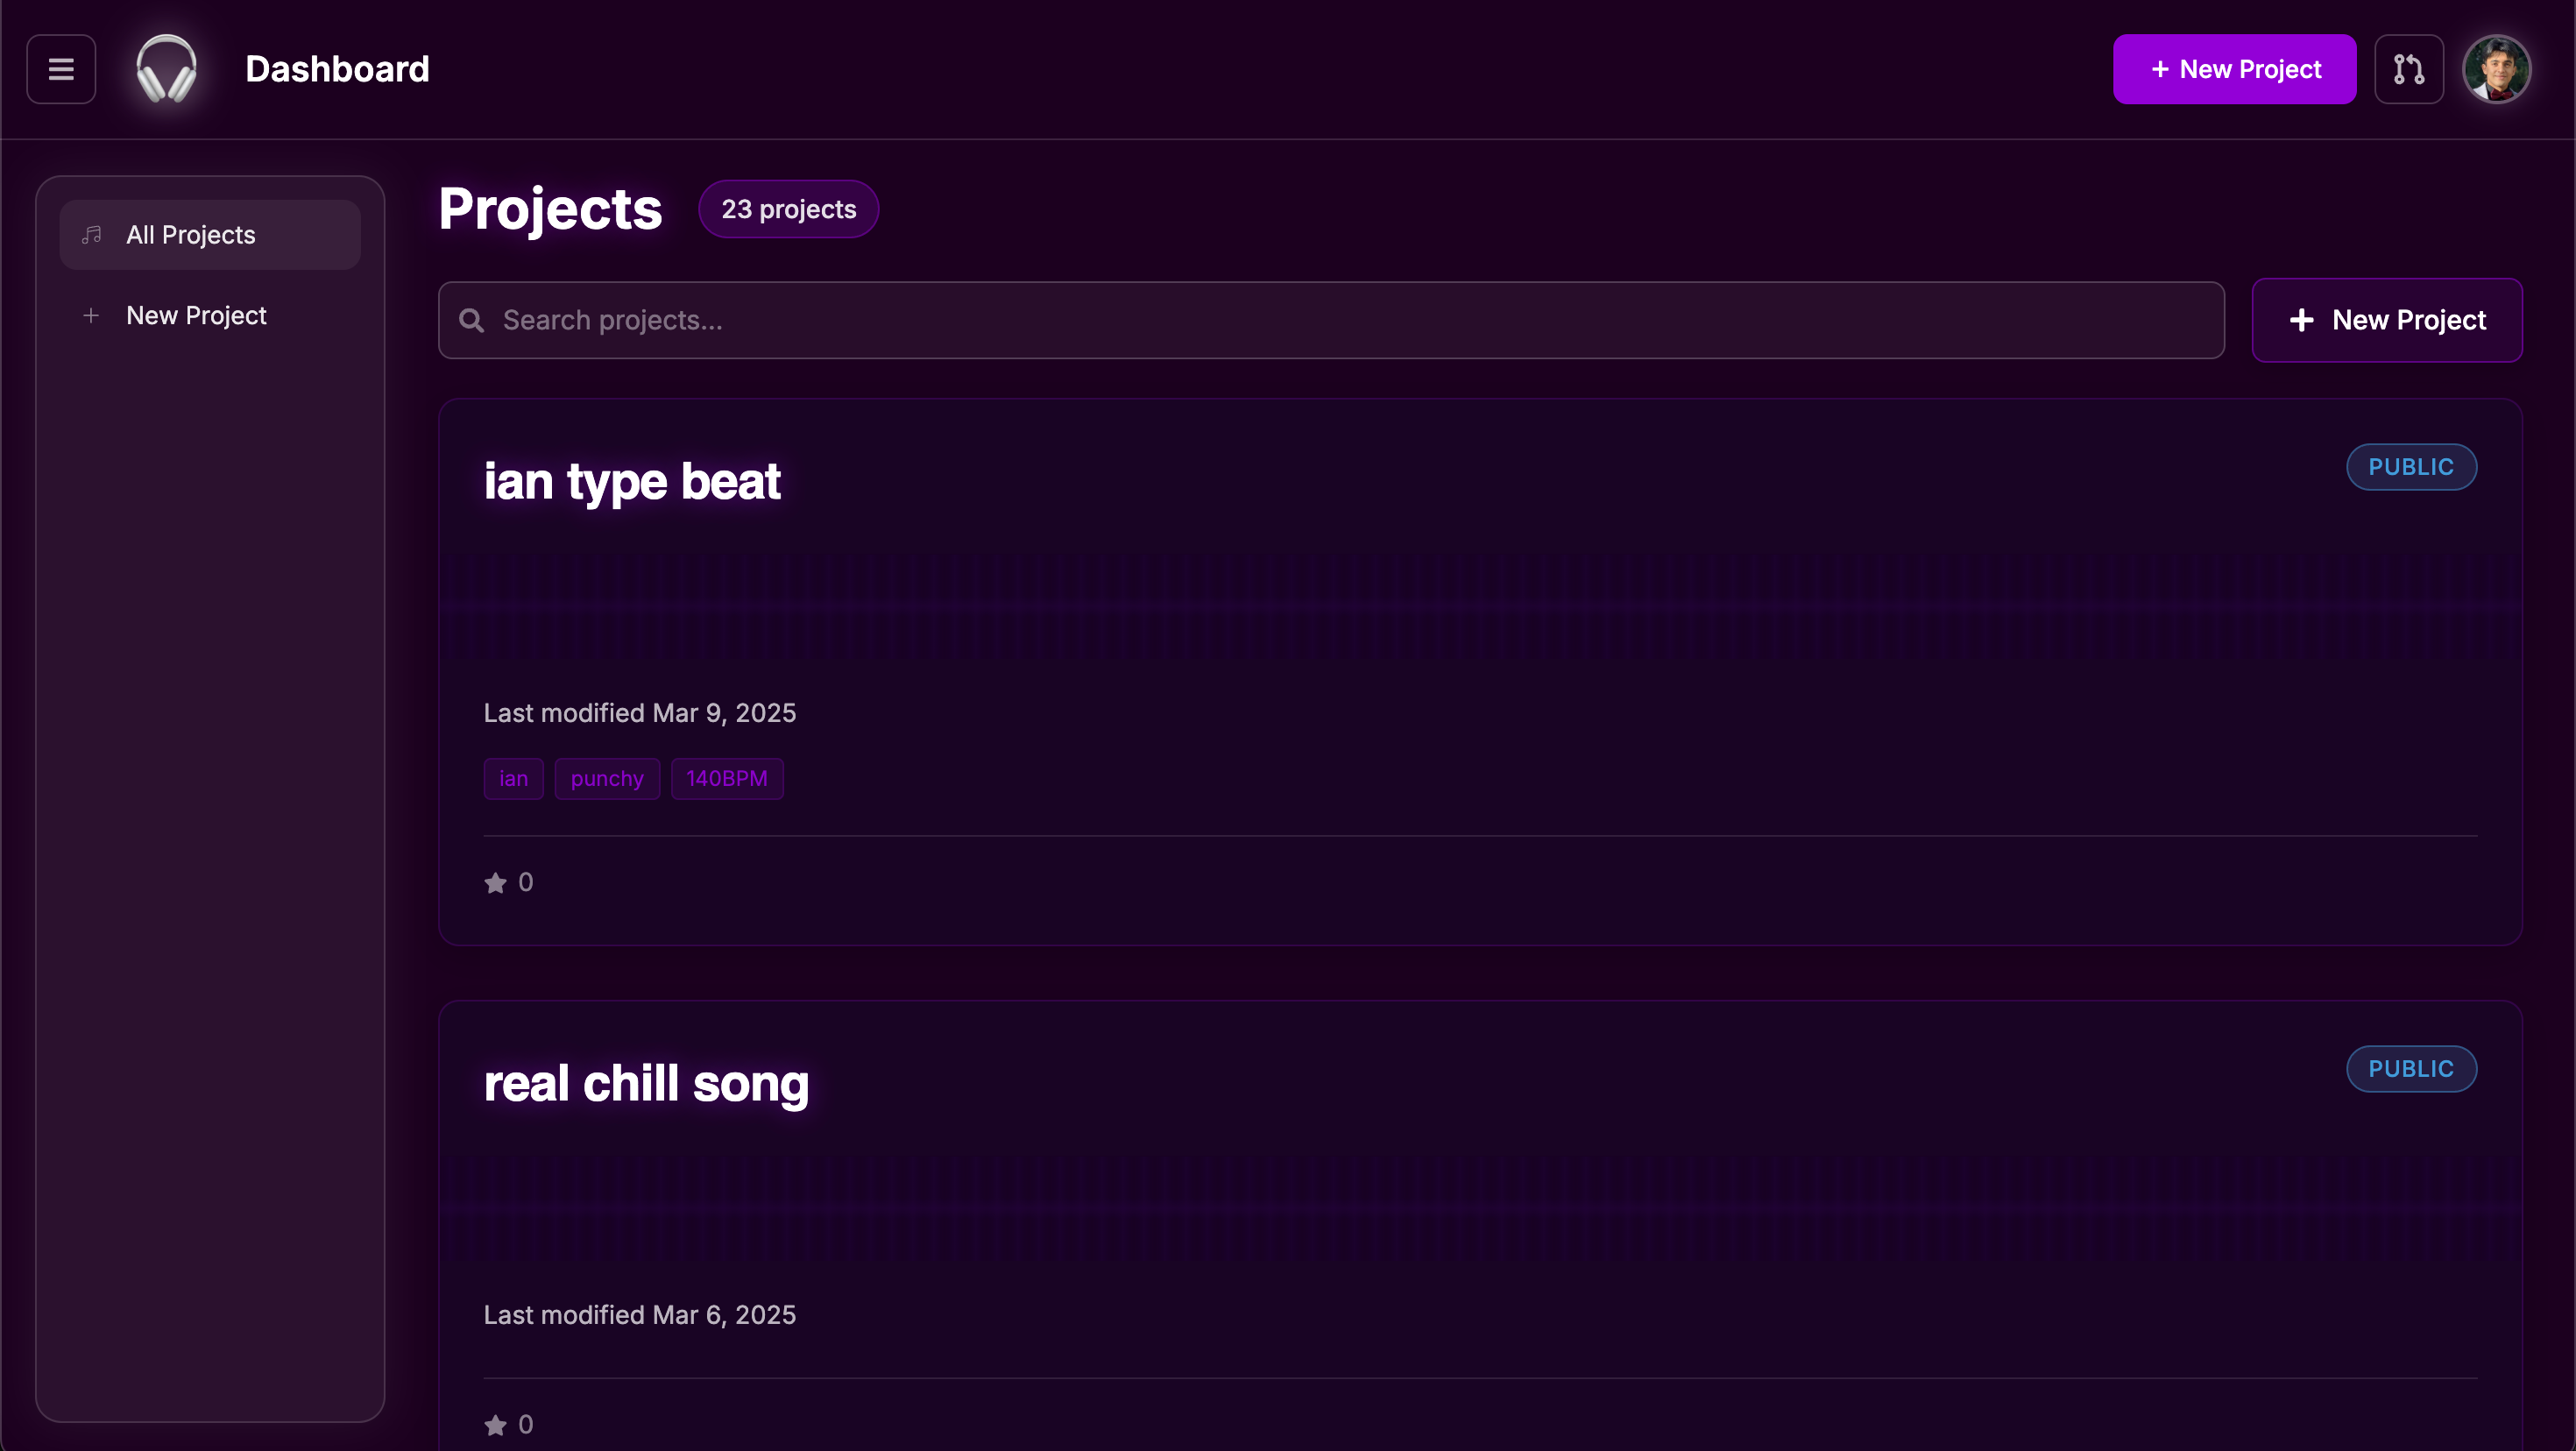 Dashboard
+ New Project
All Projects
+ New Project
Projects
23 projects
Search projects...
+ New Project
ian type beat
PUBLIC
Last modified Mar 9, 2025
ian
punchy
140BPM
0
real chill song
PUBLIC
Last modified Mar 6, 2025
0